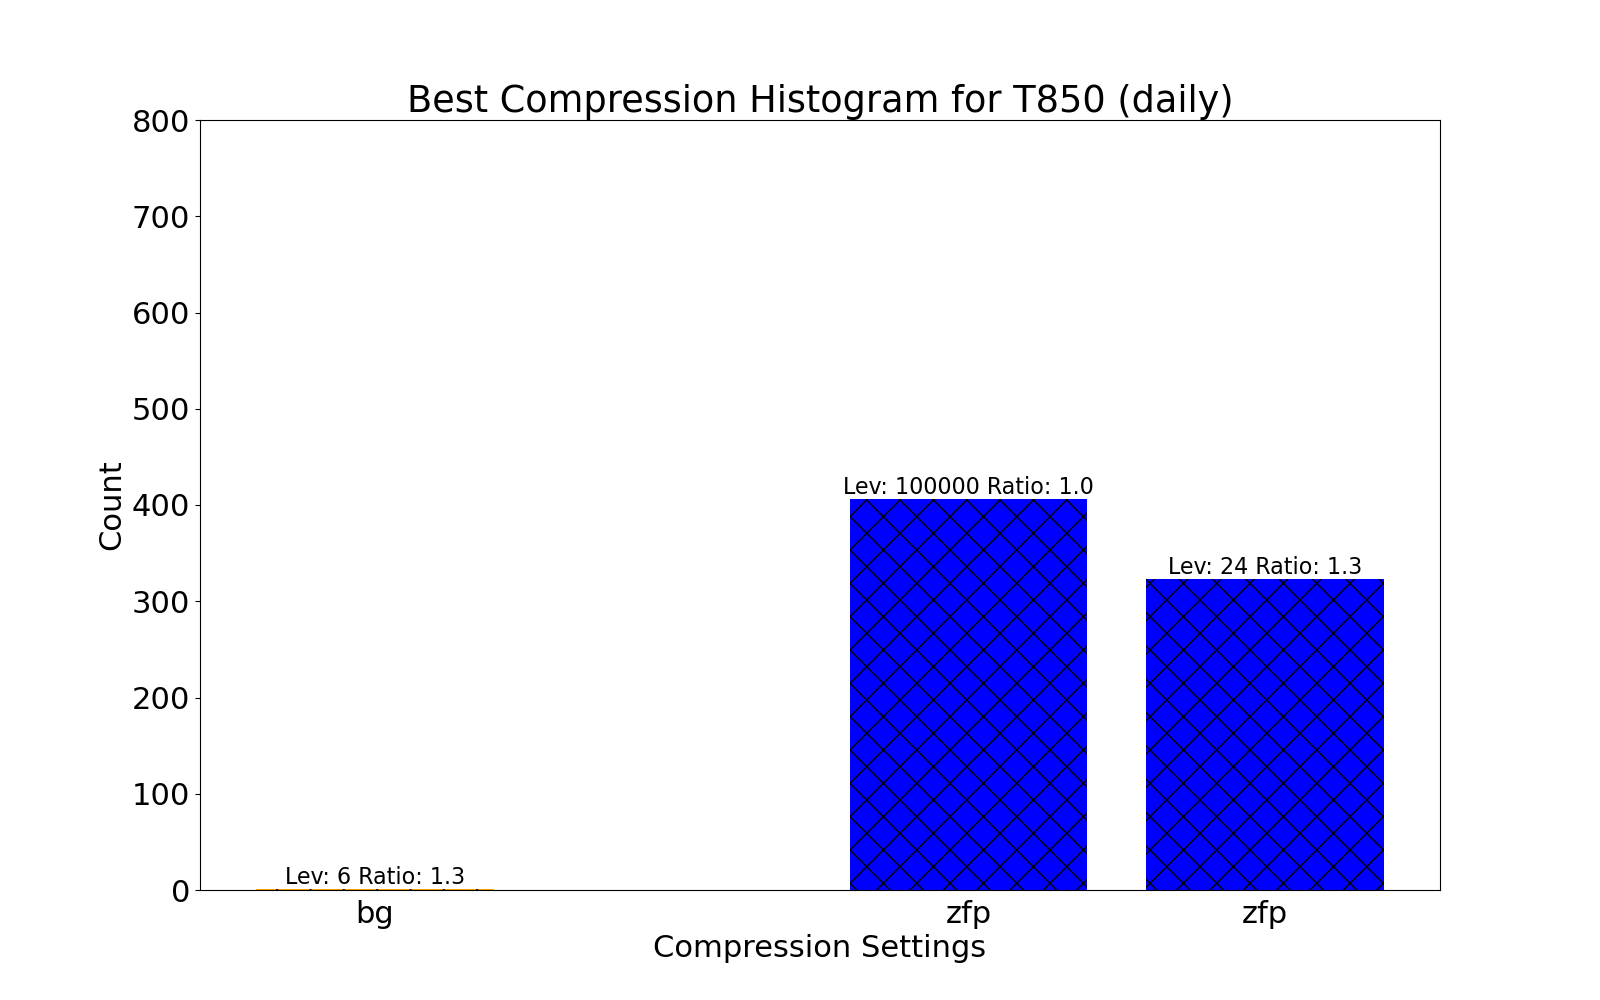 Best Compression Histogram for T850 (daily)
800
700
600
500
400
300
200
100
0
Count
Lev: 6 Ratio: 1.3
Lev: 100000 Ratio: 1.0
Lev: 24 Ratio: 1.3
bg
zfp
zfp
Compression Settings